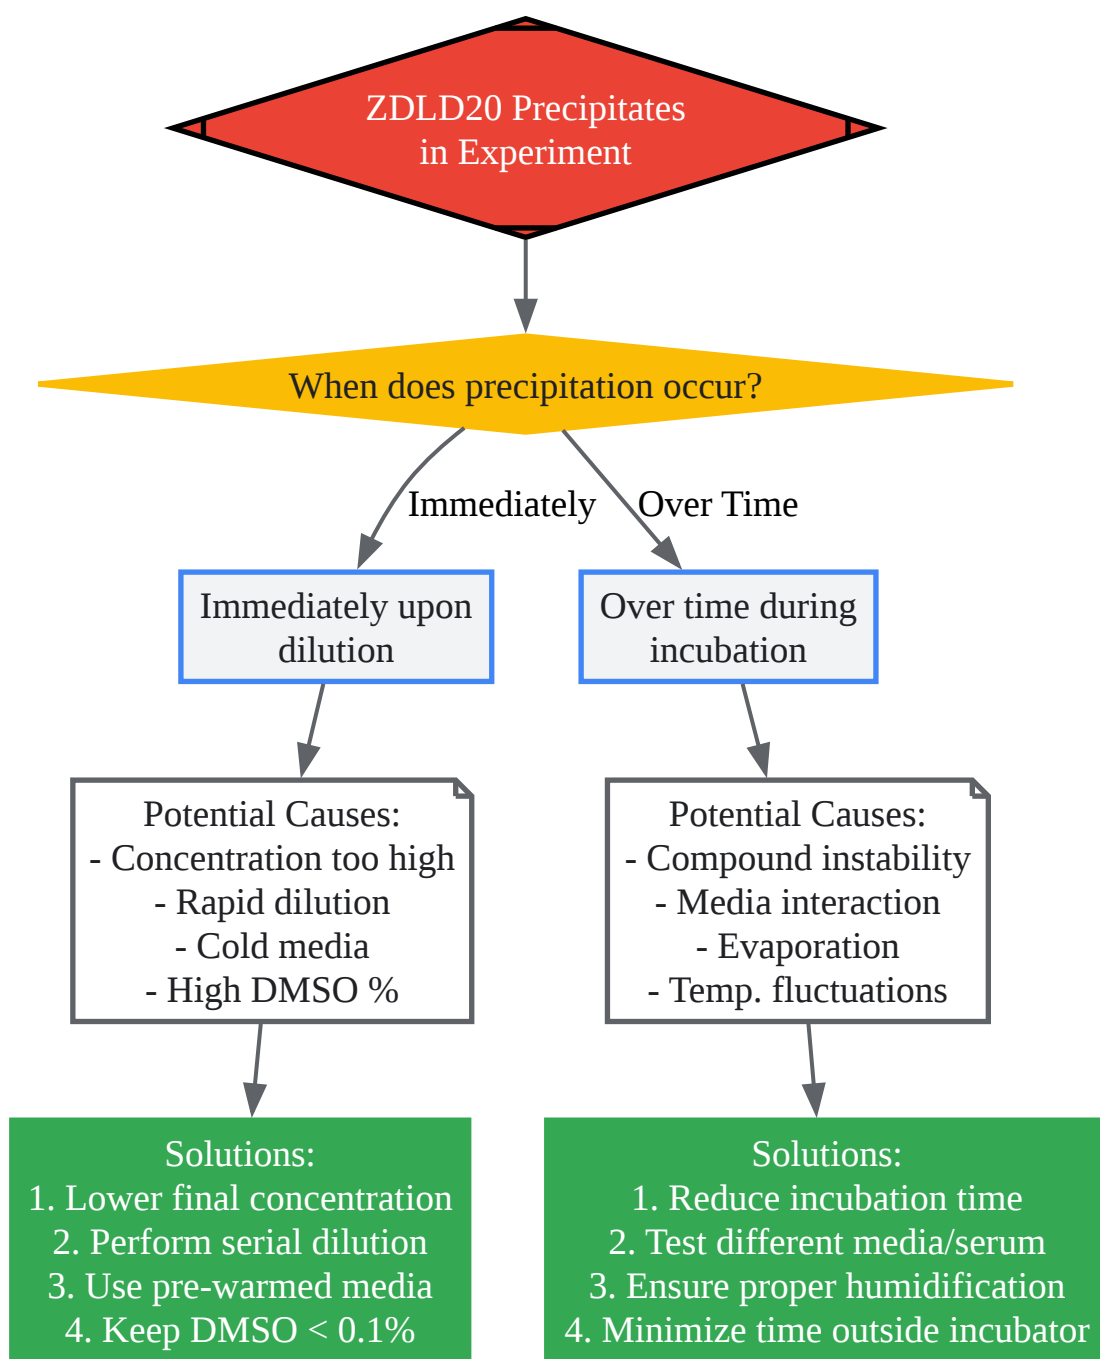 ZDLD20 Precipitates
in Experiment
When does precipitation occur?
Immediately
Over Time
Immediately upon
dilution
Over time during
incubation
Potential Causes:
- Concentration too high
- Rapid dilution
- Cold media
- High DMSO %
Potential Causes:
- Compound instability
- Media interaction
- Evaporation
- Temp. fluctuations
Solutions:
1. Lower final concentration
2. Perform serial dilution
3. Use pre-warmed media
4. Keep DMSO < 0.1%
Solutions:
1. Reduce incubation time
2. Test different media/serum
3. Ensure proper humidification
4. Minimize time outside incubator